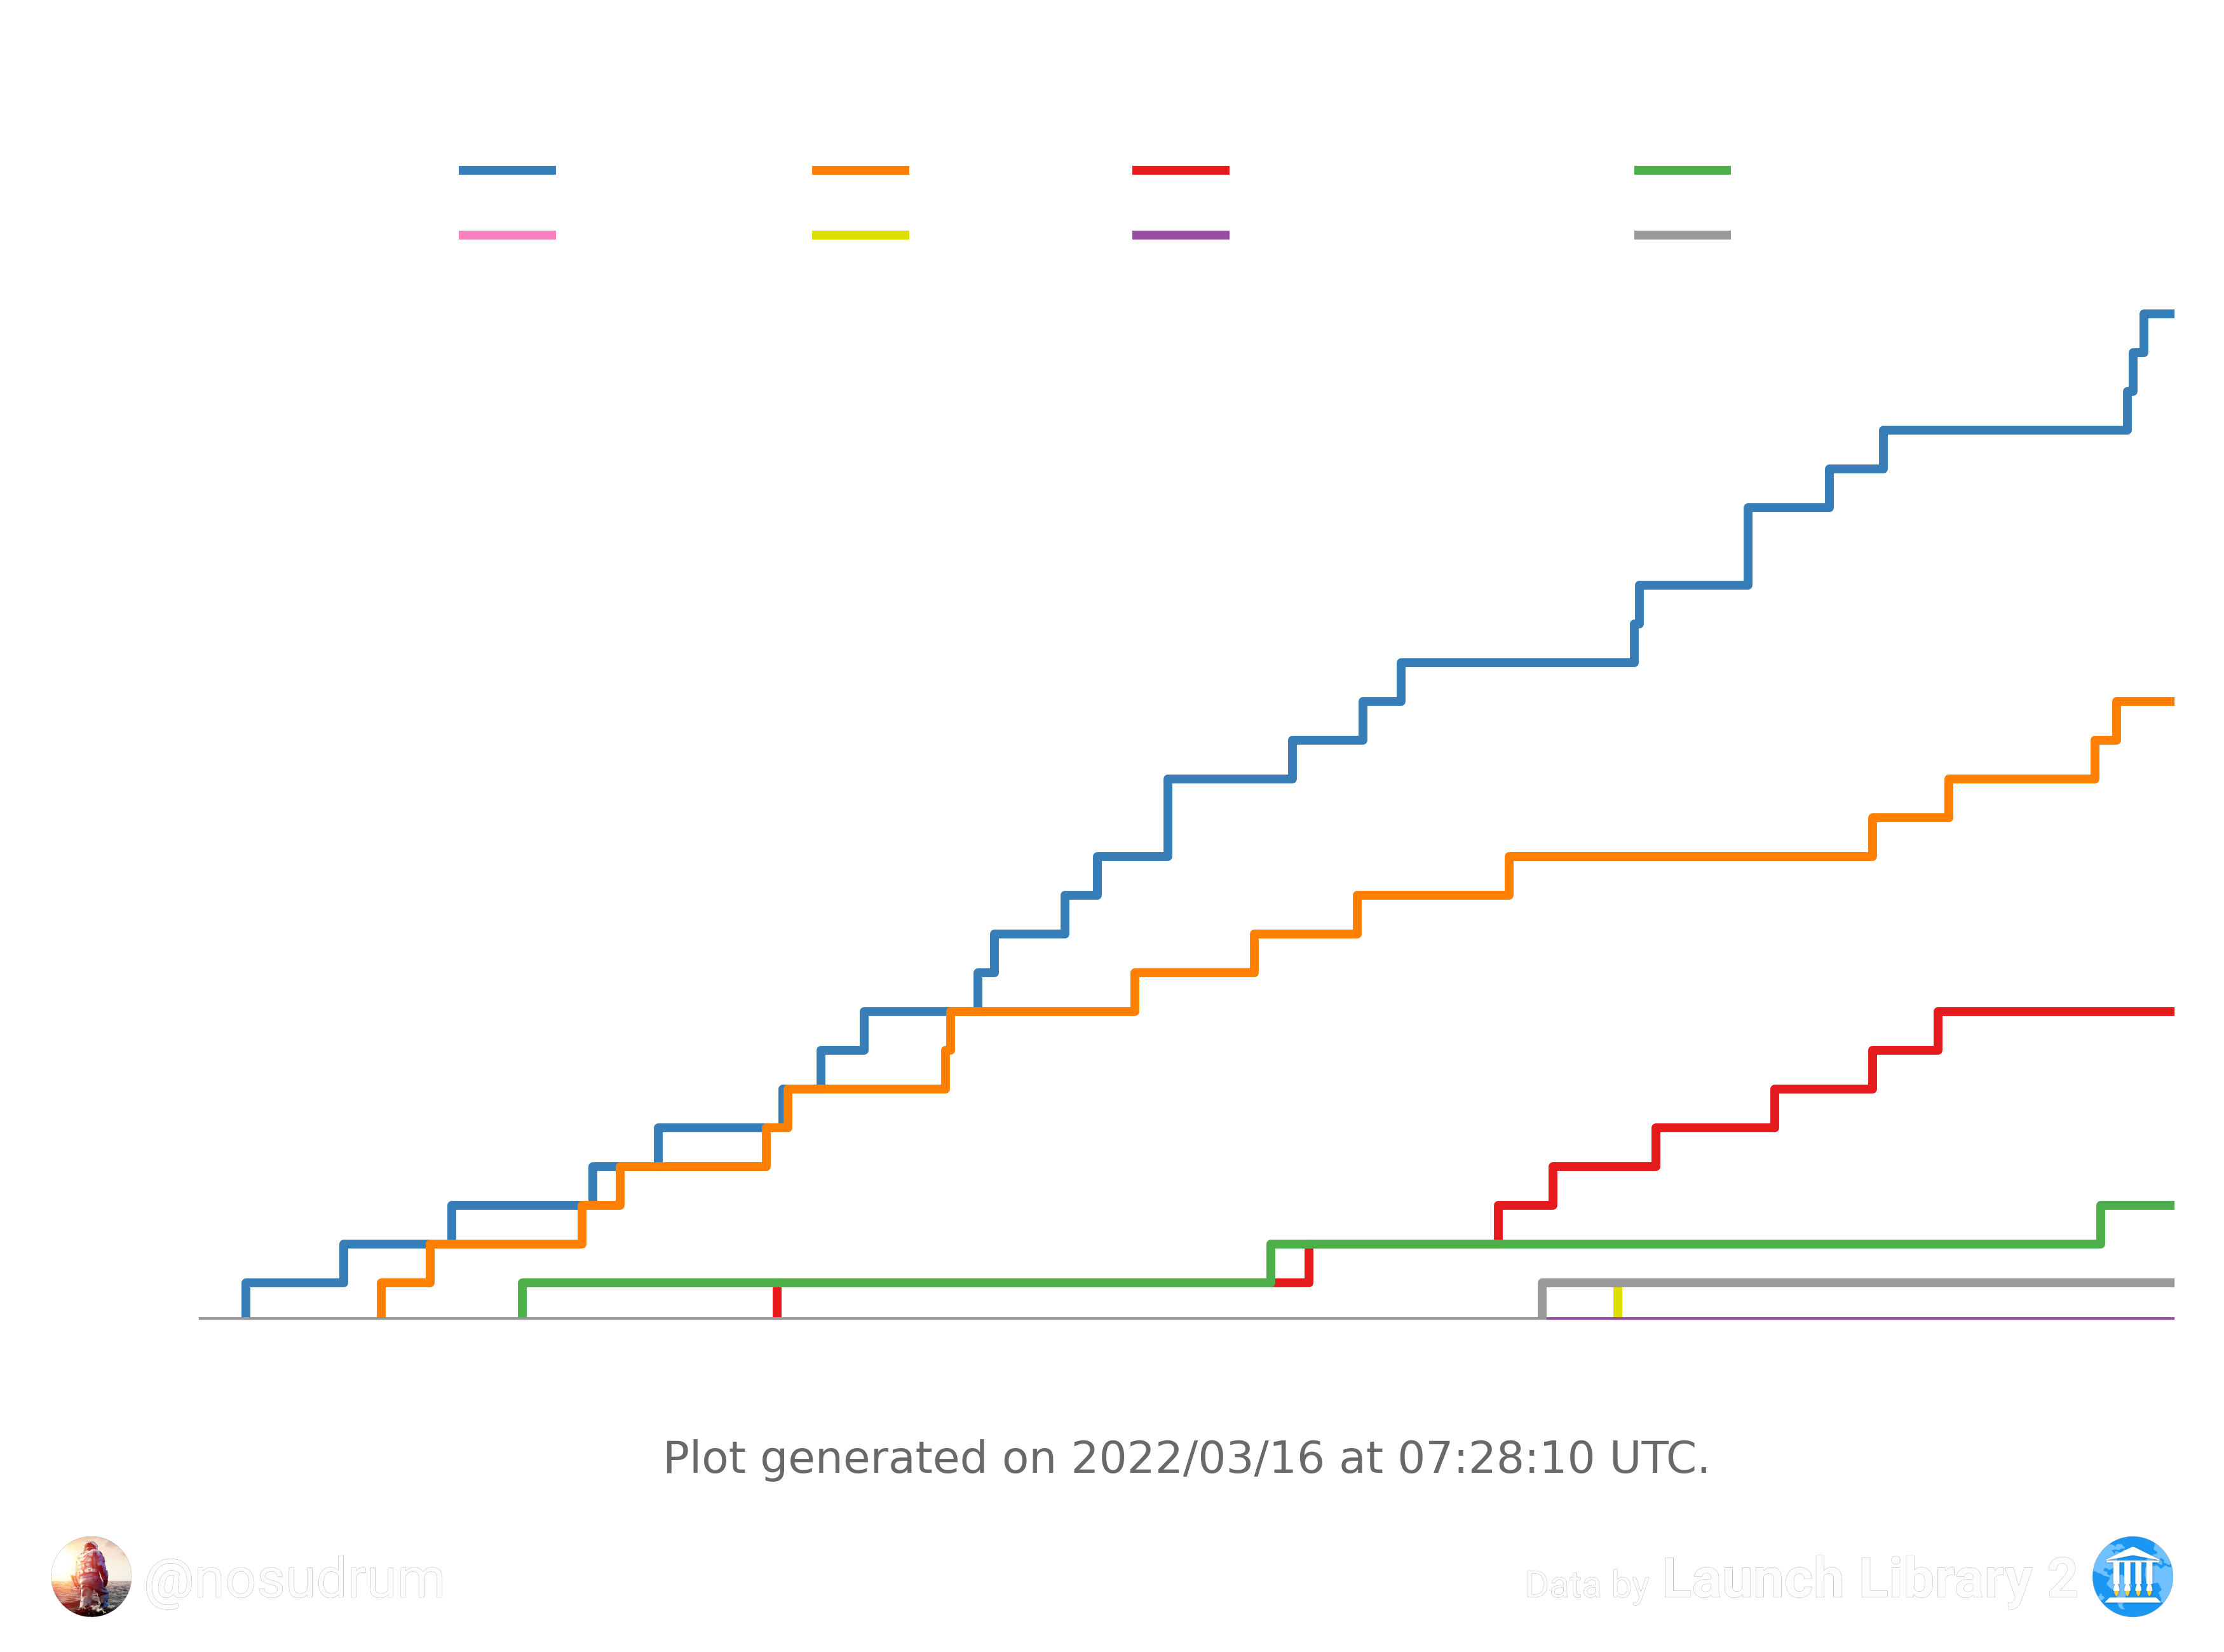 Plot generated on 2022/03/16 at 07:28:10 UTC.
@nosudrum
Data by Launch Library 2